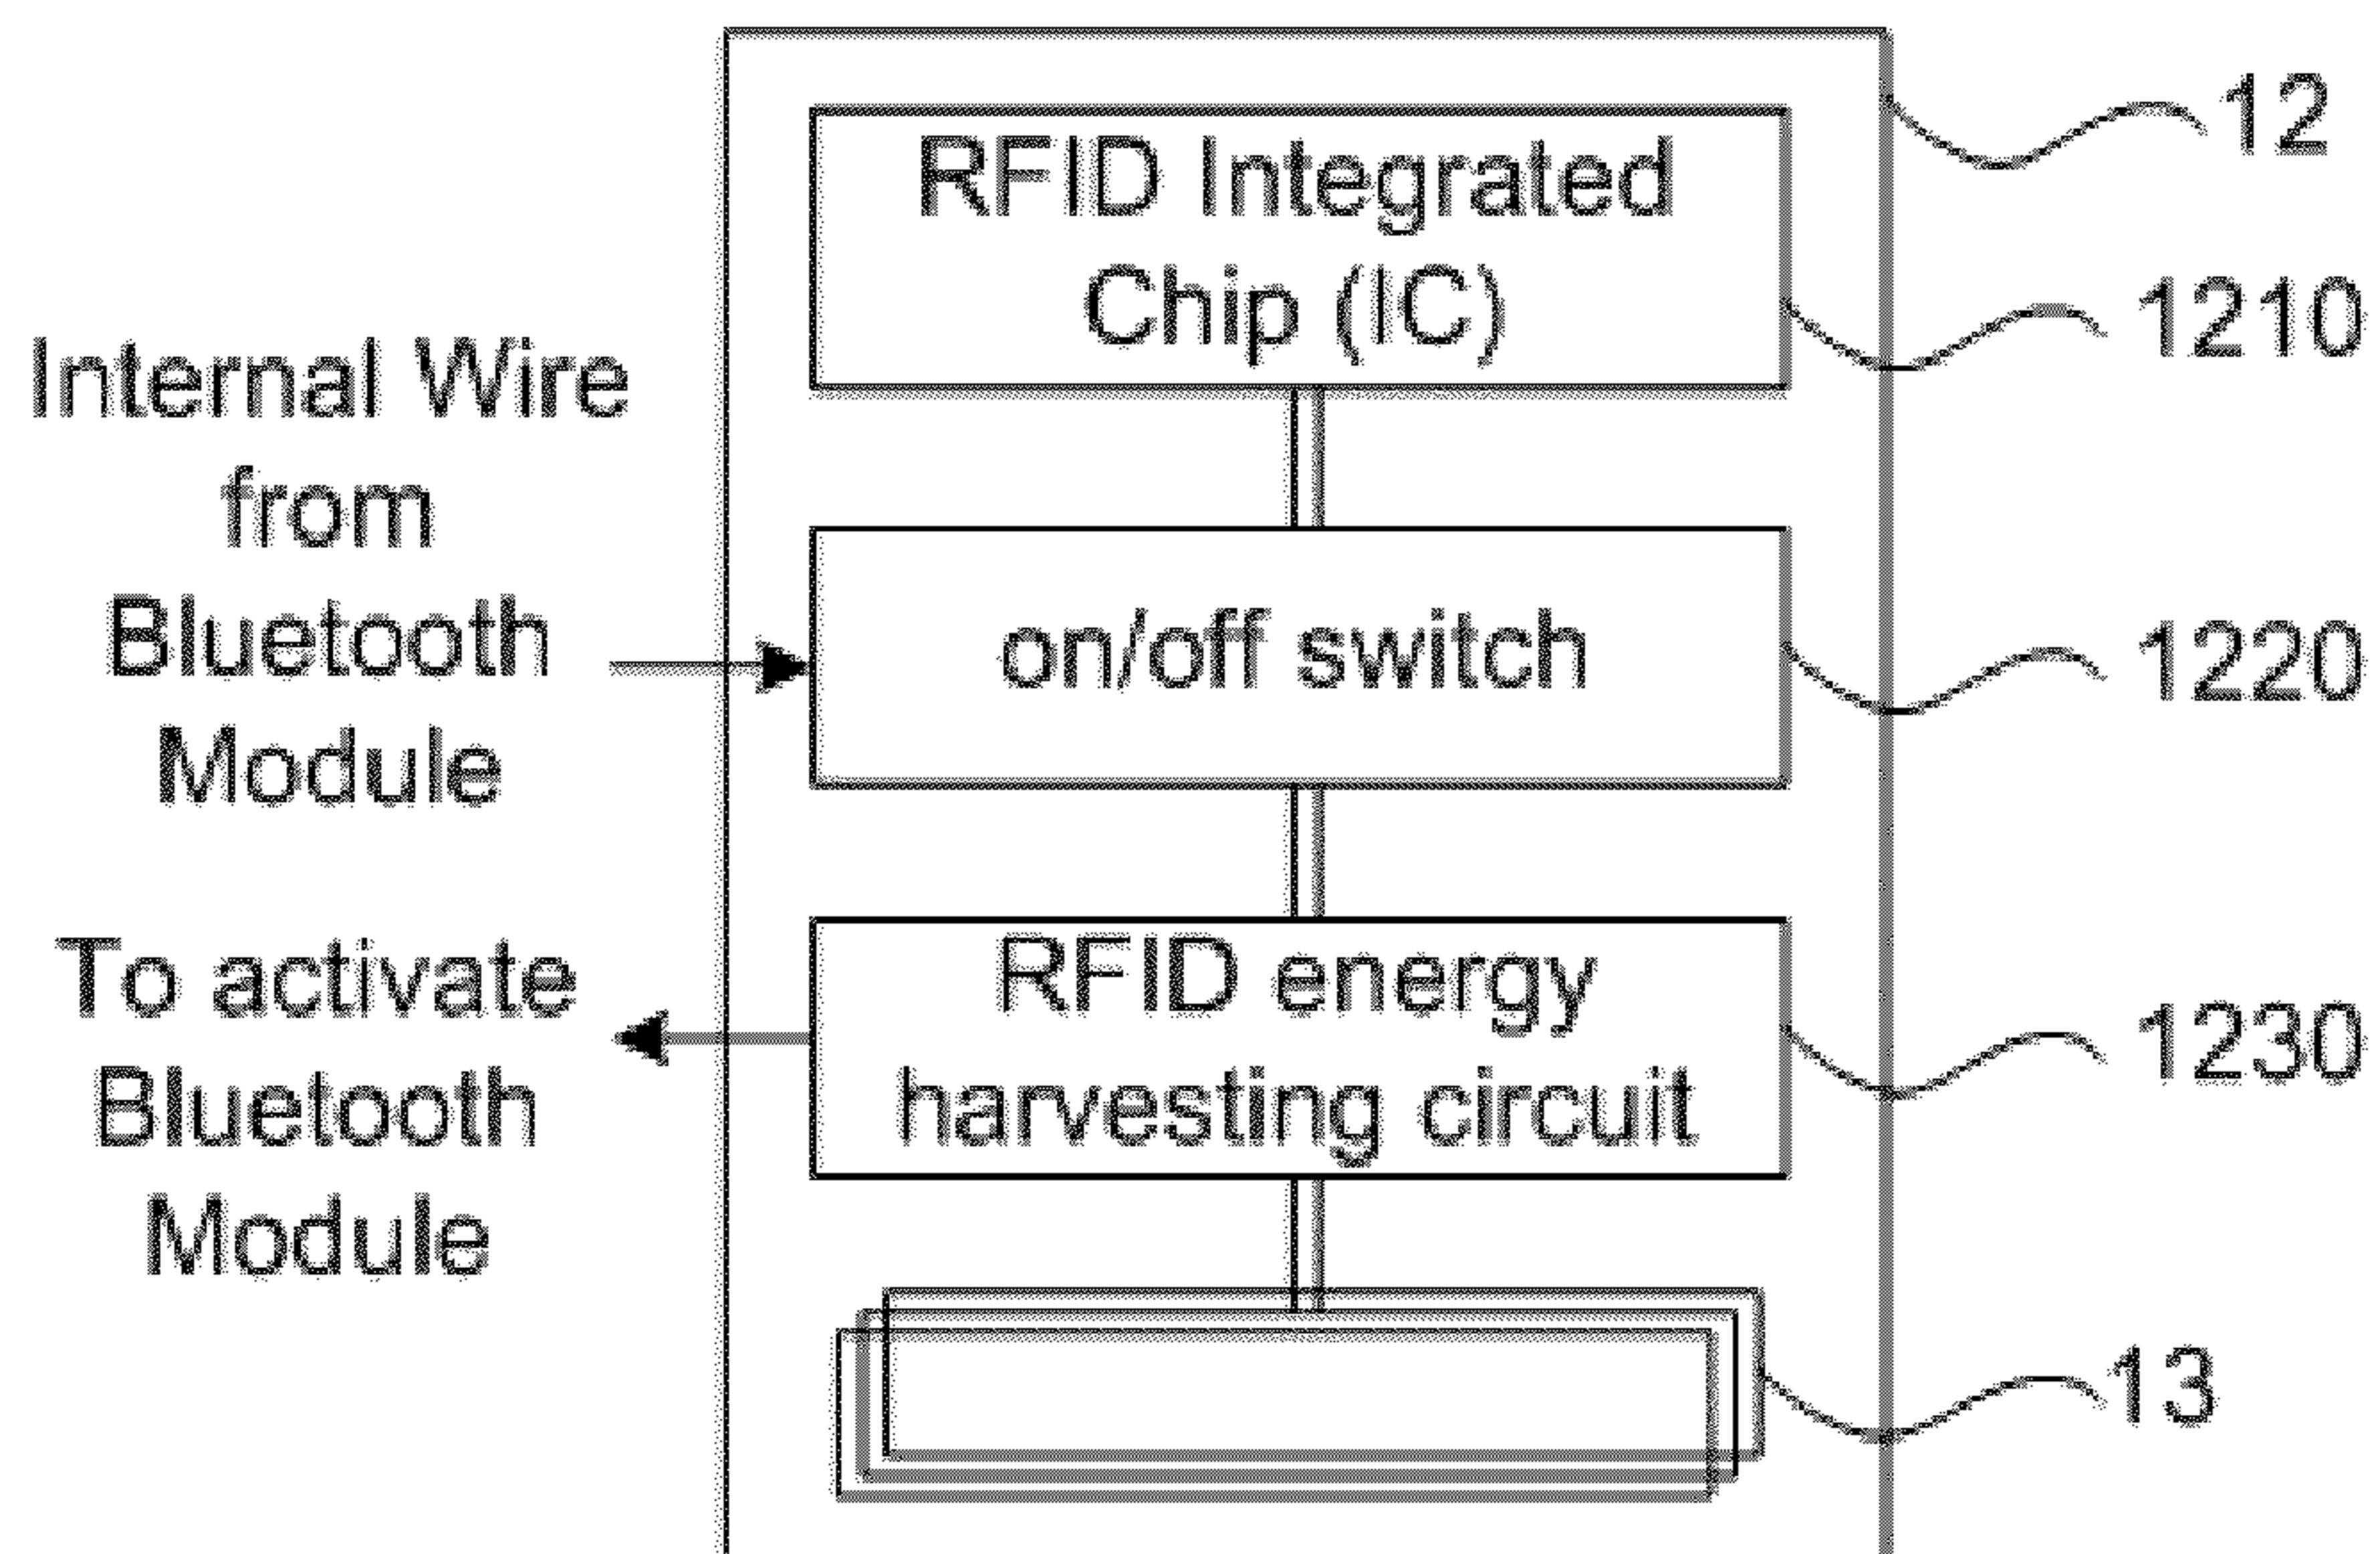 12
RFID Integrated
Chip (IC)
1210
Internal Wire
from
Bluetooth
Module
on/off switch
1220
To activate
Bluetooth
Module
RFID energy
harvesting circuit
1230
13